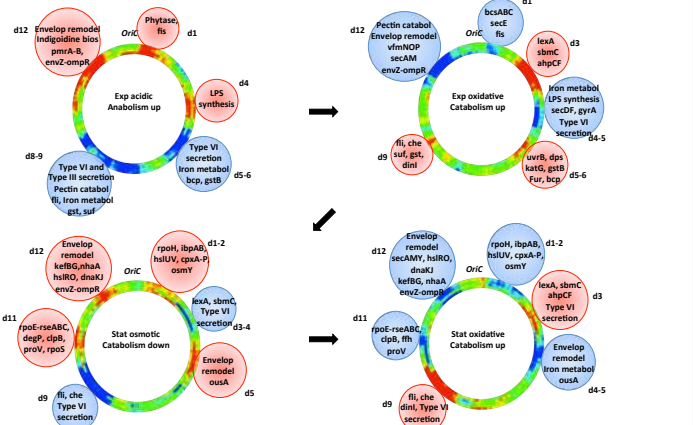 d12
Envelop remodel
Indigoidine bios
pmrA-B,
envZ-ompR
OriC
Phytase,
fis
d1
Exp acidic
Anabolism up
LPS
synthesis
d4
Type VI
secretion
Iron metabol
bcp, gstB
d5-6
d8-9
Type VI and
Type III secretion
Pectin catabol
fli, Iron metabol
gst, suf
d12
Pectin catabol
Envelop remodel
vfmNOP
secAM
envZ-ompR
OriC
bcsABC
secE
fis
d1
lexA
sbmC
ahpCF
d3
Exp oxidative
Catabolism up
Iron metabol
LPS synthesis
secDF, gyrA
Type VI
secretion
d4-5
d9
fli, che
suf, gst,
dinI
uvrB, dps
katG, gstB
Fur, bcp
d5-6
d12
Envelop
remodel
kefBG,nhaA
hslRO, dnaKJ
envZ-ompR
OriC
rpoH, ibpAB,
hslUV, cpxA-P,
osmY
d1-2
lexA, sbmC,
Type VI
secretion
d3-4
d11
rpoE-rseABC,
degP, clpB,
proV, rpoS
Stat osmotic
Catabolism down
Envelop
remodel
ousA
d5
d9
fli, che
Type VI
secretion
d12
Envelop
remodel
secAMY, hslRO,
dnaKJ
kefBG, nhaA
envZ-ompR
OriC
rpoH, ibpAB,
hslUV, cpxA-P,
osmY
d1-2
lexA, sbmC
ahpCF
Type VI
secretion
d3
d11
rpoE-rseABC,
clpB, ffh
proV
Stat oxidative
Catabolism up
Envelop
remodel
Iron metabol
ousA
d4-5
d9
fli, che
dinI, Type VI
secretion